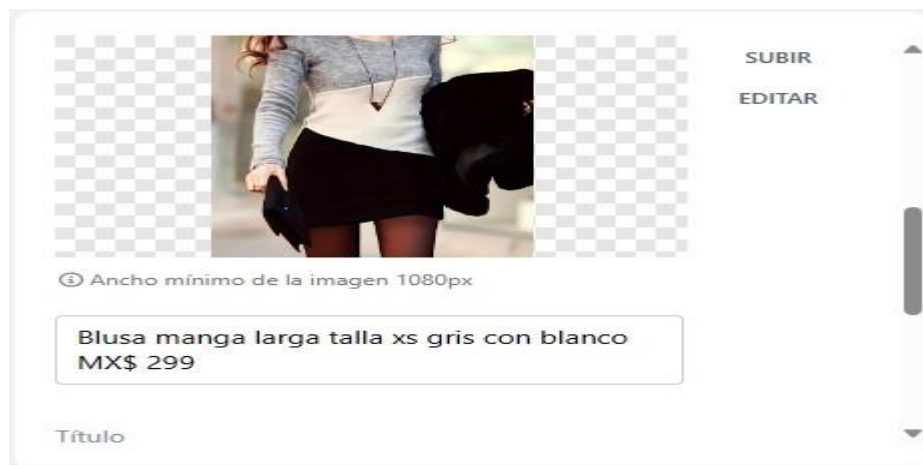 SUBIR
EDITAR
Ancho mínimo de la imagen 1080px
Blusa manga larga talla xs gris con blanco
MX$ 299
Título